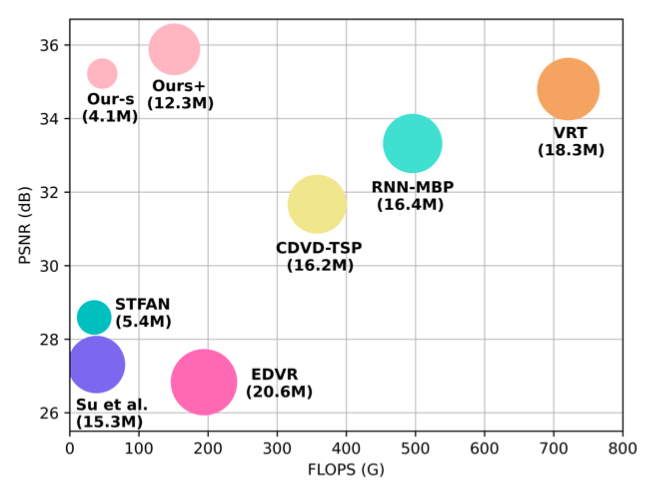 36
34
32
30
28
26
PSNR (dB)
Our-s
(4.1M)
Ours+
(12.3M)
VRT
(18.3M)
RNN-MBP
(16.4M)
CDVD-TSP
(16.2M)
STFAN
(5.4M)
EDVR
(20.6M)
Su et al.
(15.3M)
0 100 200 300 400 500 600 700 800
FLOPS (G)